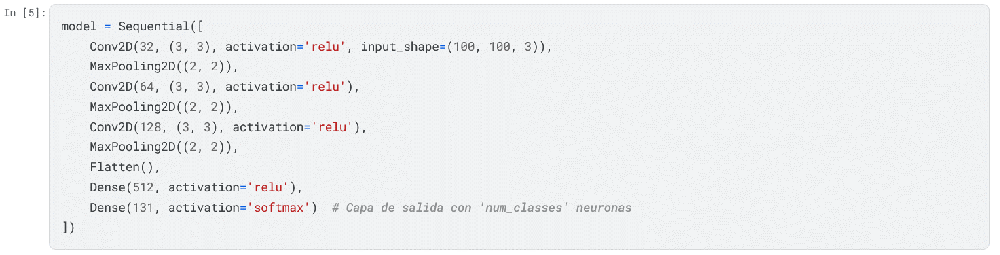 In [5]:
model = Sequential([
    Conv2D(32, (3, 3), activation='relu', input_shape=(100, 100, 3)),
    MaxPooling2D((2, 2)),
    Conv2D(64, (3, 3), activation='relu'),
    MaxPooling2D((2, 2)),
    Conv2D(128, (3, 3), activation='relu'),
    MaxPooling2D((2, 2)),
    Flatten(),
    Dense(512, activation='relu'),
    Dense(131, activation='softmax')  # Capa de salida con 'num_classes' neuronas
])